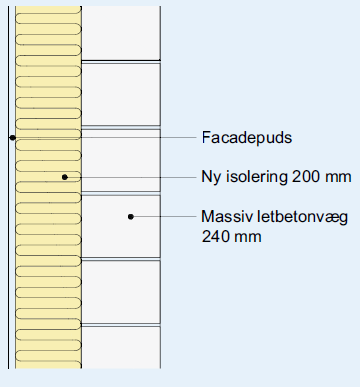 Facadepuds
Ny isolering 200 mm
Massiv letbetonvæg
240 mm